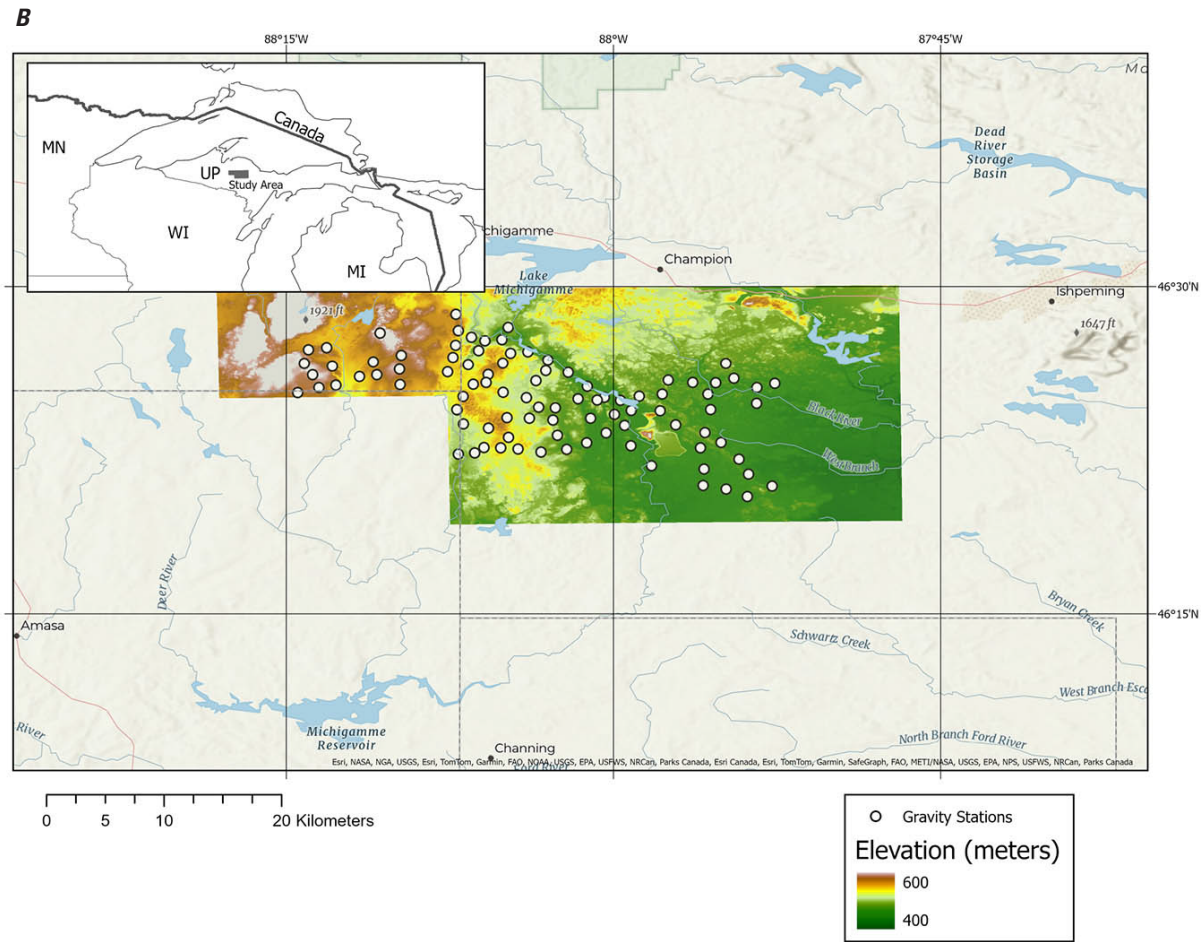 B
88°15'W
88°W
87°45'W
Canada
MN
UP
Study Area
WI
MI
Dead
River
Storage
Basin
chigamme
Champion
Lake
Michigamme
46°30'N
Ishpeming
1921 ft
1647 ft
Black River
West Branch
Deer River
Bryan Creek
46°15'N
Amasa
Schwartz Creek
West Branch Esca
River
Michigamme
Reservoir
North Branch Ford River
Channing
Ford River
Esri, NASA, NGA, USGS, Esri, TomTom, Garmin, FAO, NOAA, USGS, EPA, USFWS, NRCan, Parks Canada, Esri Canada, Esri, TomTom, Garmin, SafeGraph, FAO, METI/NASA, USGS, EPA, NPS, USFWS, NRCan, Parks Canada
0 5 10 20 Kilometers
Gravity Stations
Elevation (meters)
600
400